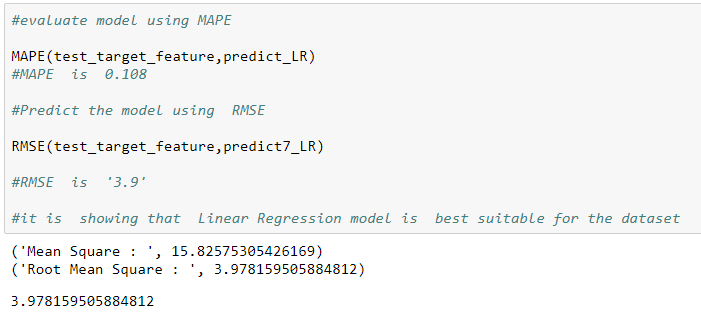 #evaluate model using MAPE
MAPE(test_target_feature,predict_LR)
#MAPE  is  0.108
#Predict the model using  RMSE
RMSE(test_target_feature,predict7_LR)
#RMSE  is  '3.9'
#it is  showing that  Linear Regression model is  best suitable for the dataset
('Mean Square : ', 15.82575305426169)
('Root Mean Square : ', 3.978159505884812)
3.978159505884812